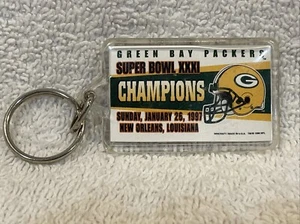 GREEN BAY PACKERS
SUPER BOWL XXXI
CHAMPIONS
G
SUNDAY, JANUARY 26, 1997
NEW ORLEANS, LOUISIANA